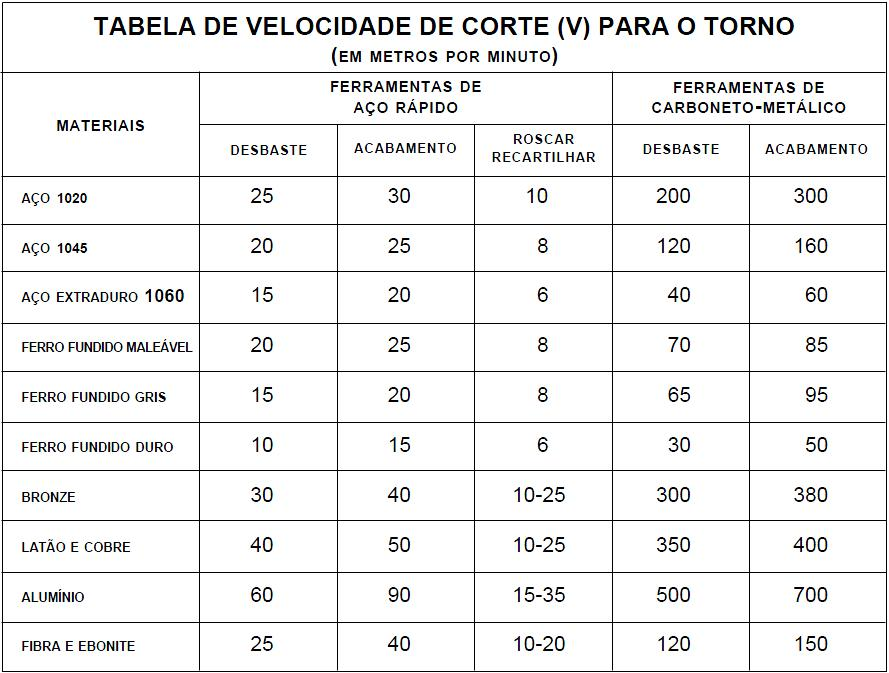 TABELA DE VELOCIDADE DE CORTE (V) PARA O TORNO
(EM METROS POR MINUTO)
MATERIAIS
FERRAMENTAS DE
AÇO RÁPIDO
FERRAMENTAS DE
CARBONETO-METÁLICO
DESBASTE
ACABAMENTO
ROSCAR
RECARTILHAR
DESBASTE
ACABAMENTO
AÇO 1020 25 30 10 200 300
AÇO 1045 20 25 8 120 160
AÇO EXTRADURO 1060 15 20 6 40 60
FERRO FUNDIDO MALEÁVEL 20 25 8 70 85
FERRO FUNDIDO GRIS 15 20 8 65 95
FERRO FUNDIDO DURO 10 15 6 30 50
BRONZE 30 40 10-25 300 380
LATÃO E COBRE 40 50 10-25 350 400
ALUMÍNIO 60 90 15-35 500 700
FIBRA E EBONITE 25 40 10-20 120 150